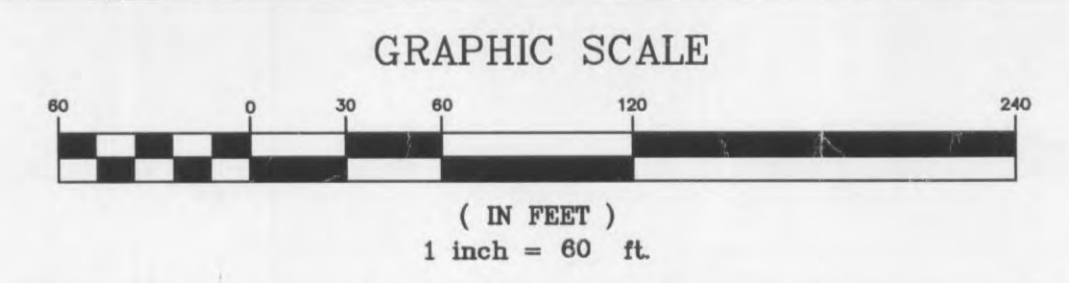 GRAPHIC SCALE
60 0 30 60 120 240
( IN FEET )
1 inch = 60 ft.